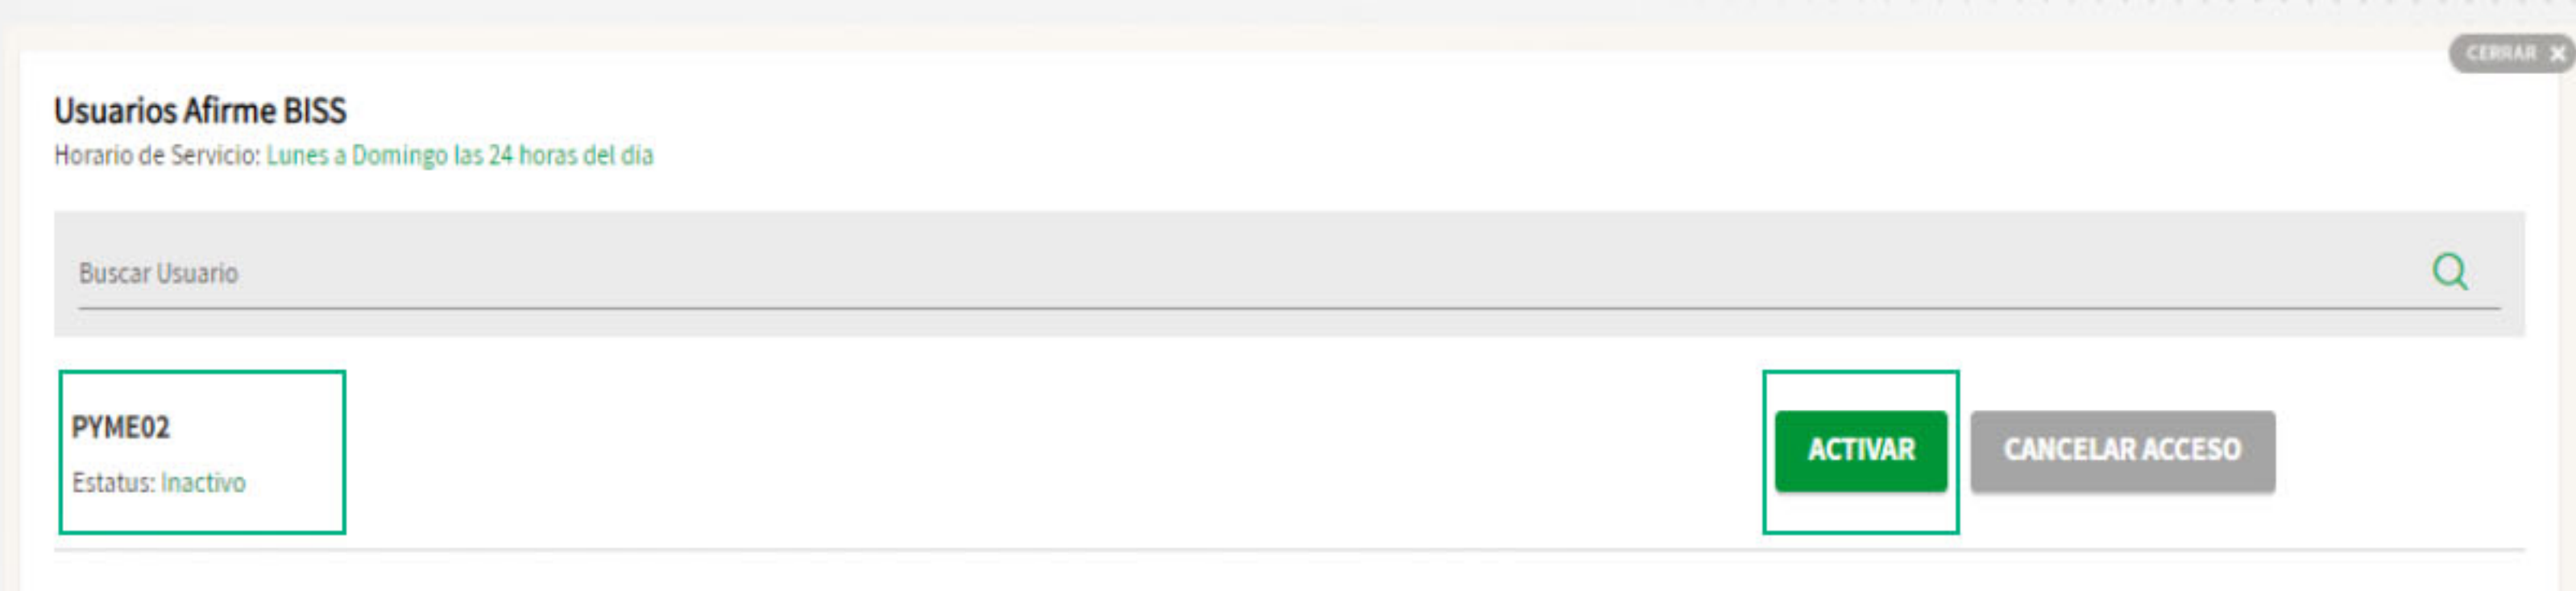 CERRAR X
Usuarios Afirme BISS
Horario de Servicio: Lunes a Domingo las 24 horas del dia
Buscar Usuario
PYME02
Estatus: Inactivo
ACTIVAR
CANCELAR ACCESO